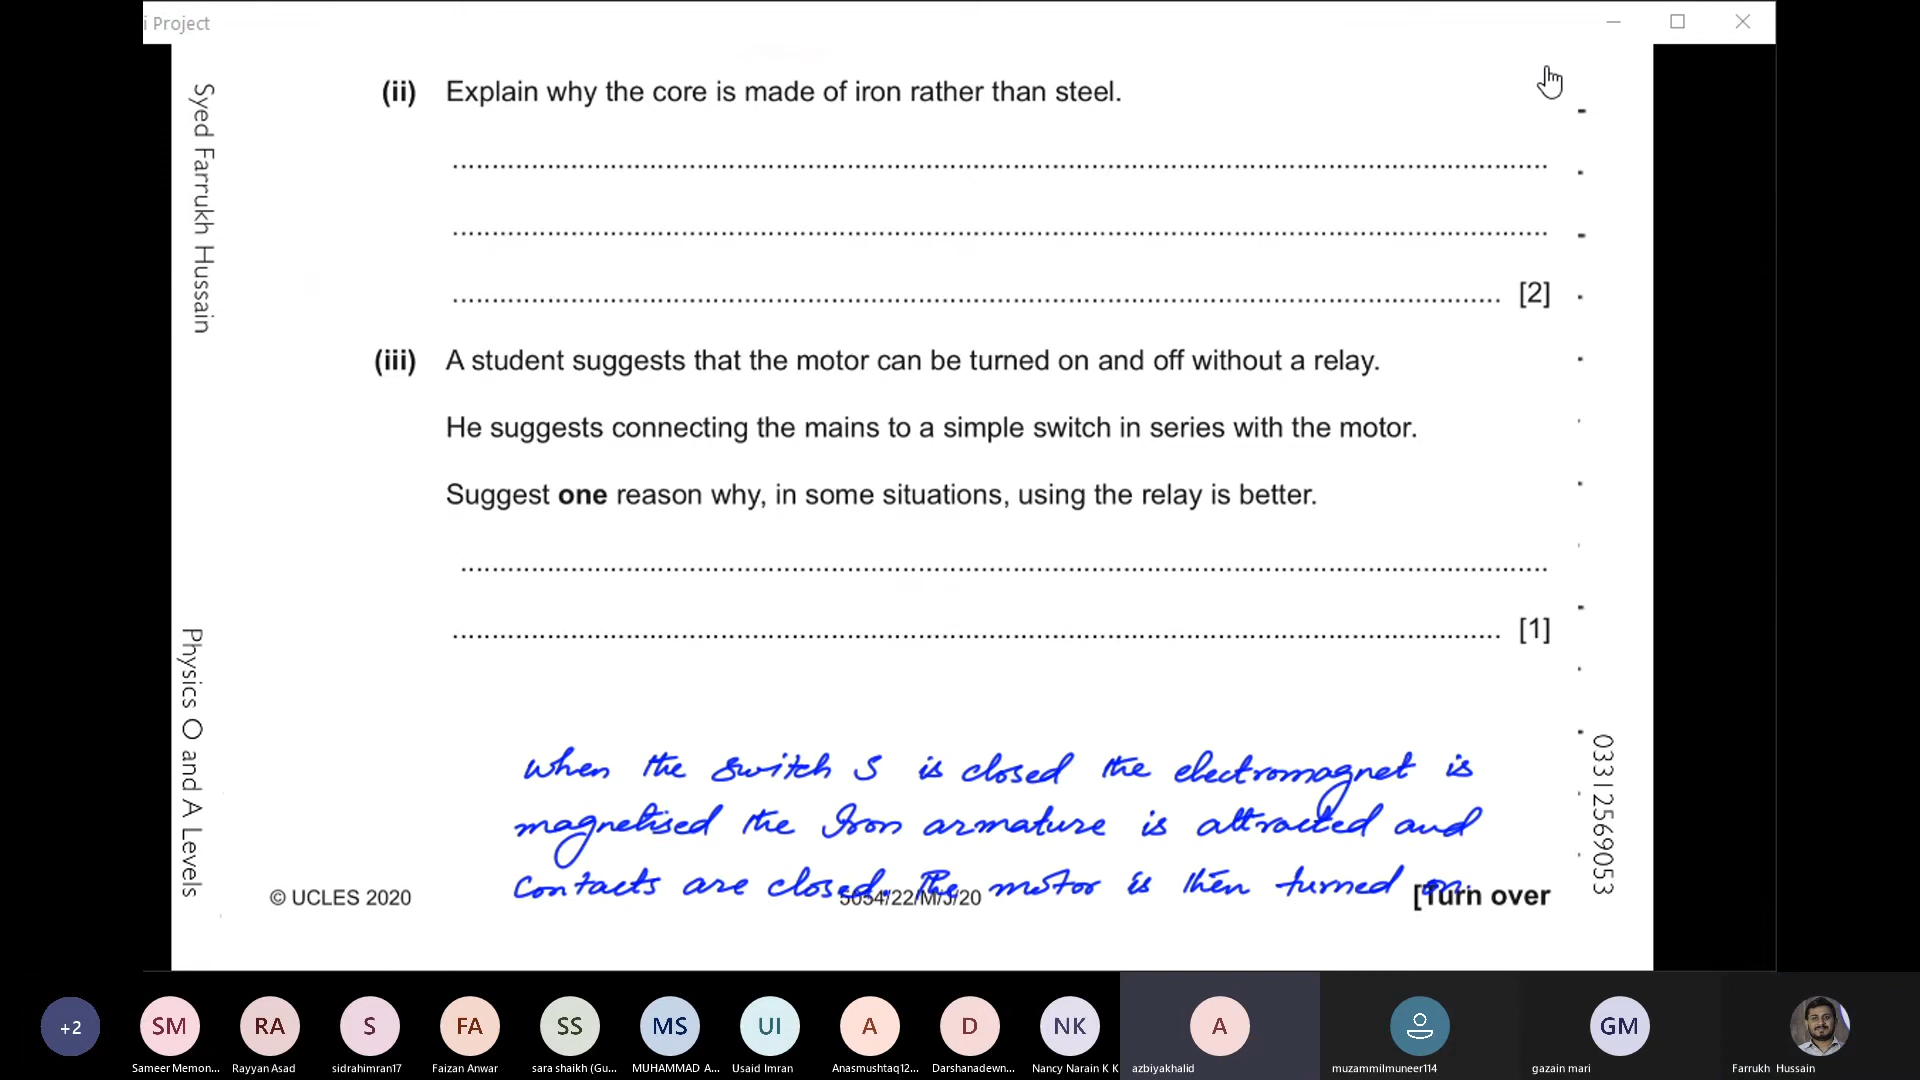 i Project
(ii) Explain why the core is made of iron rather than steel.
[2]
(iii) A student suggests that the motor can be turned on and off without a relay.
He suggests connecting the mains to a simple switch in series with the motor.
Suggest one reason why, in some situations, using the relay is better.
[1]
when the switch S is closed the electromagnet is
magnetised the Iron armature is attracted and
contacts are closed. The motor is then turned on.
© UCLES 2020
5054/22/M/J/20
[Turn over
Syed Farrukh Hussain
Physics O and A Levels
03312569053
+2
SM
RA
S
FA
SS
MS
UI
A
D
NK
A
GM
Sameer Memon...
Rayyan Asad
sidrahimran17
Faizan Anwar
sara shaikh (Gu...
MUHAMMAD A...
Usaid Imran
Anasmushtaq12...
Darshanadewn...
Nancy Narain K K
azbiyakhalid
muzammilmuneer114
gazain mari
Farrukh Hussain